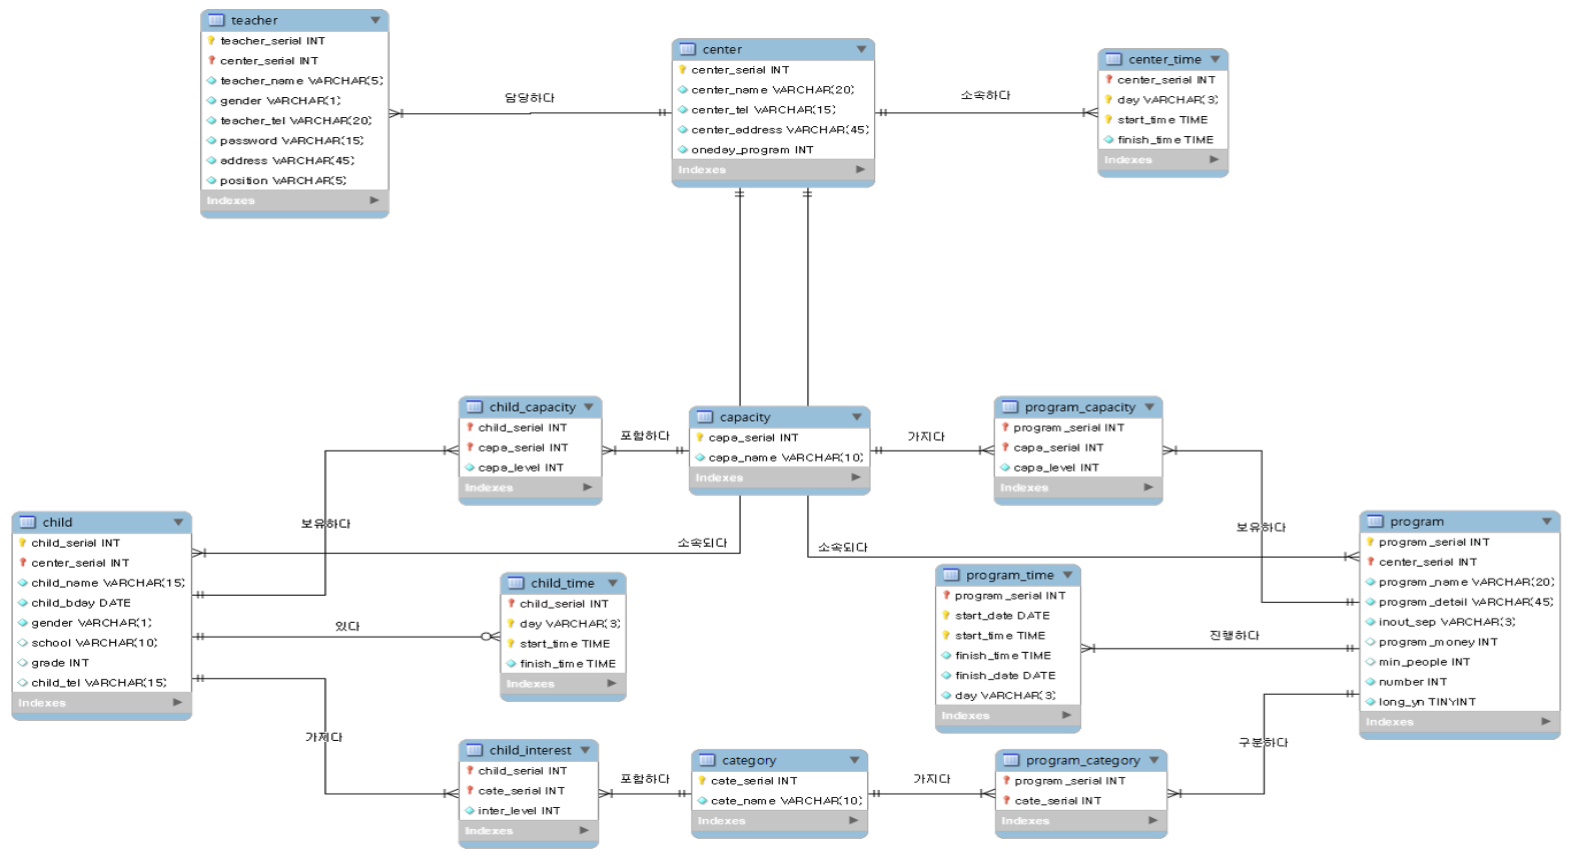 teacher
teacher_serial INT
center_serial INT
teacher_name VARCHAR(5)
gender VARCHAR(1)
teacher_tel VARCHAR(20)
password VARCHAR(15)
address VARCHAR(45)
position VARCHAR(5)
Indexes
담당하다
center
center_serial INT
center_name VARCHAR(20)
center_tel VARCHAR(15)
center_address VARCHAR(45)
oneday_program INT
Indexes
소속하다
center_time
center_serial INT
day VARCHAR(3)
start_time TIME
finish_time TIME
Indexes
child_capacity
child_serial INT
capa_serial INT
capa_level INT
Indexes
포함하다
capacity
capa_serial INT
capa_name VARCHAR(10)
Indexes
가지다
program_capacity
program_serial INT
capa_serial INT
capa_level INT
Indexes
보유하다
소속되다
소속되다
보유하다
child
child_serial INT
center_serial INT
child_name VARCHAR(15)
child_bday DATE
gender VARCHAR(1)
school VARCHAR(10)
grade INT
child_tel VARCHAR(15)
Indexes
있다
child_time
child_serial INT
day VARCHAR(3)
start_time TIME
finish_time TIME
Indexes
program_time
program_serial INT
start_date DATE
start_time TIME
finish_time TIME
finish_date DATE
day VARCHAR(3)
Indexes
진행하다
program
program_serial INT
center_serial INT
program_name VARCHAR(20)
program_detail VARCHAR(45)
inout_sep VARCHAR(3)
program_money INT
min_people INT
number INT
long_yn TINYINT
Indexes
구분하다
child_interest
child_serial INT
cate_serial INT
inter_level INT
Indexes
포함하다
category
cate_serial INT
cate_name VARCHAR(10)
Indexes
가지다
program_category
program_serial INT
cate_serial INT
Indexes